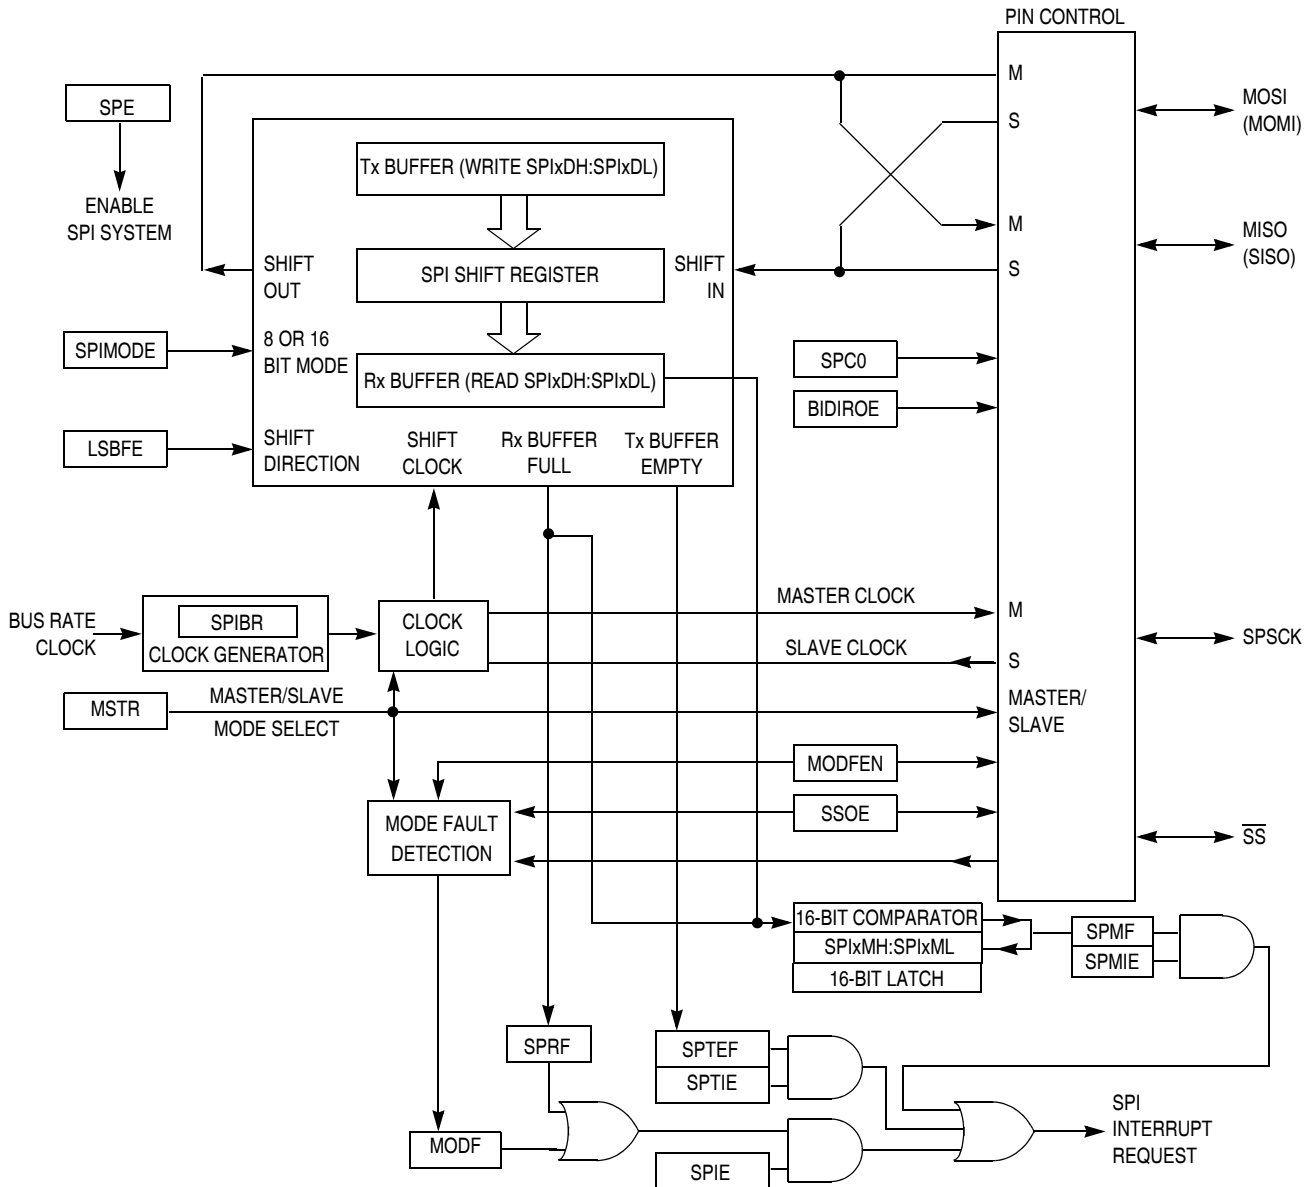 PIN CONTROL
M
S
M
S
MOSI
(MOMI)
MISO
(SISO)
SPE
ENABLE
SPI SYSTEM
Tx BUFFER (WRITE SPIxDH:SPIxDL)
SHIFT
OUT
SPI SHIFT REGISTER
SHIFT
IN
SPIMODE
8 OR 16
BIT MODE
Rx BUFFER (READ SPIxDH:SPIxDL)
SPC0
BIDIROE
LSBFE
SHIFT
DIRECTION
SHIFT
CLOCK
Rx BUFFER
FULL
Tx BUFFER
EMPTY
BUS RATE
CLOCK
SPIBR
CLOCK GENERATOR
CLOCK
LOGIC
MASTER CLOCK
M
SLAVE CLOCK
S
SPSCK
MSTR
MASTER/SLAVE
MODE SELECT
MASTER/
SLAVE
MODFEN
SSOE
MODE FAULT
DETECTION
SS
16-BIT COMPARATOR
SPIxMH:SPIxML
16-BIT LATCH
SPMF
SPMIE
SPRF
SPTEF
SPTIE
MODF
SPIE
SPI
INTERRUPT
REQUEST